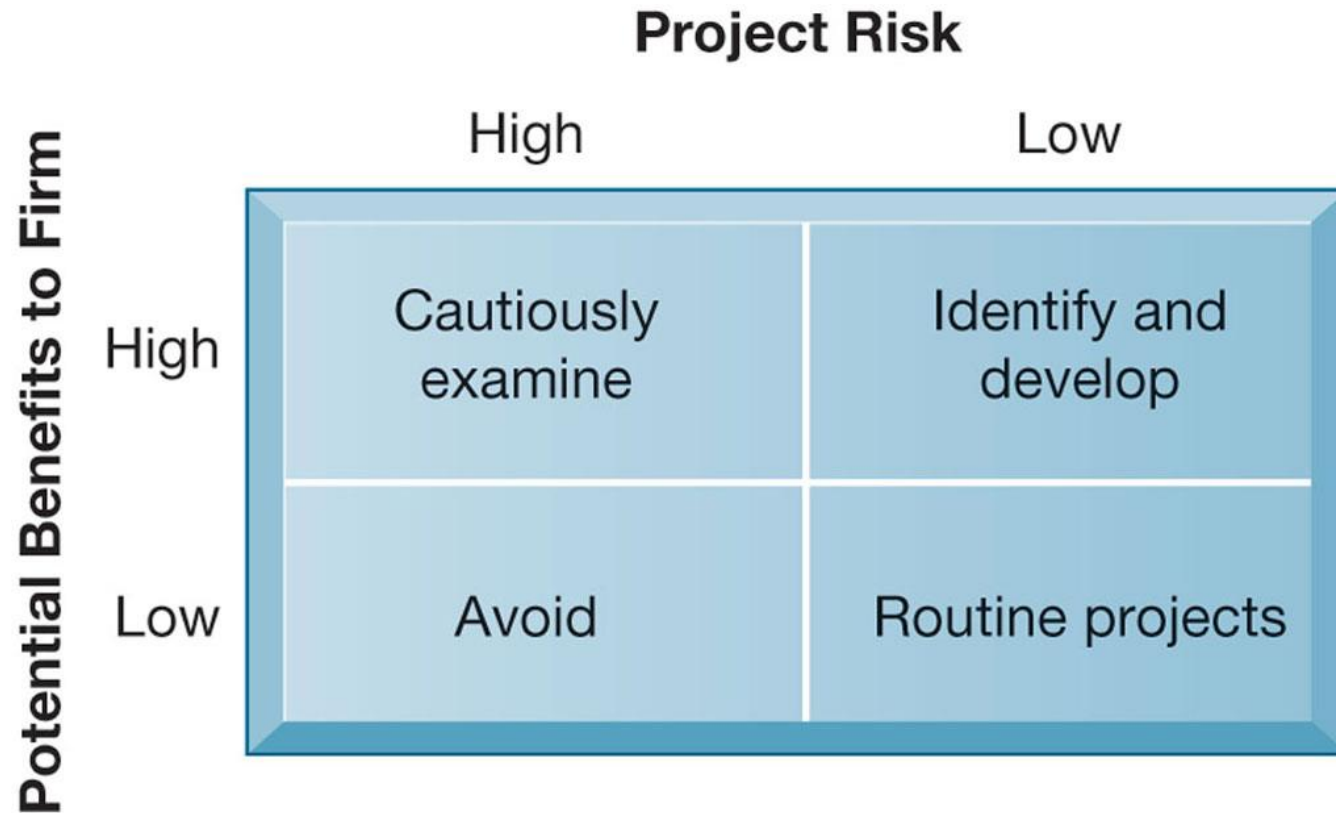 Project Risk
High Low
Potential Benefits to Firm
High
Cautiously
examine
Identify and
develop
Low
Avoid
Routine projects